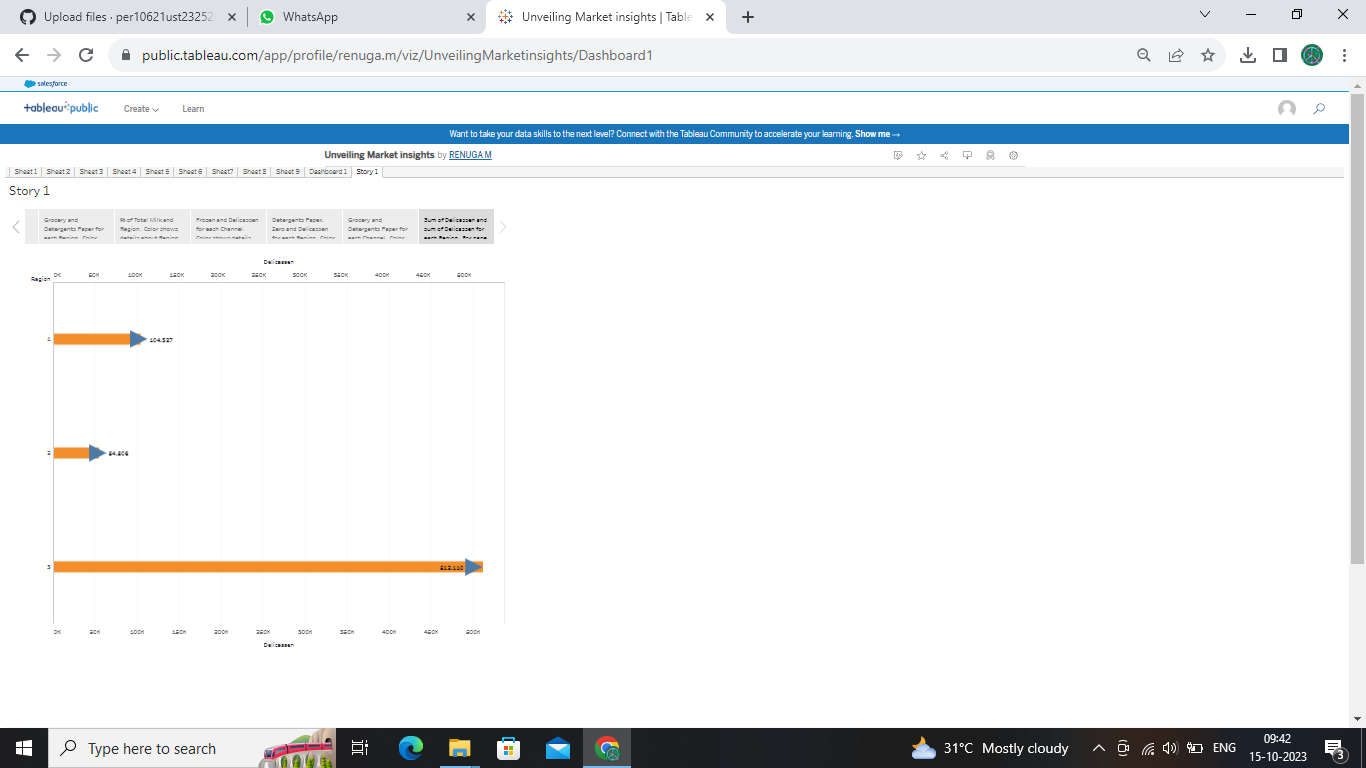 Upload files · per10621ust23252
WhatsApp
Unveiling Market insights | Table
public.tableau.com/app/profile/renuga.m/viz/UnveilingMarketinsights/Dashboard1
salesforce
+ableau public
Create
Learn
Want to take your data skills to the next level? Connect with the Tableau Community to accelerate your learning. Show me →
Unveiling Market insights by RENUGA M
Sheet 1 Sheet 2 Sheet 3 Sheet 4 Sheet 5 Sheet 6 Sheet7 Sheet 8 Sheet 9 Dashboard 1 Story 1
Story 1
Grocery and
Detergents Paper for
each Region. Color
% of Total Milk and
Region. Color shows
details about Region
Frozen and Delicassen
for each Channel.
Color shows details
Detergents Paper,
Zero and Delicassen
for each Region. Color
Grocery and
Detergents Paper for
each Channel. Color
Sum of Delicassen and
sum of Delicassen for
each Region. For pane
Delicassen
Region
0K 50K 100K 150K 200K 250K 300K 350K 400K 450K 500K
1
104,327
2
54,506
3
512,110
0K 50K 100K 150K 200K 250K 300K 350K 400K 450K 500K
Delicassen
Type here to search
31°C Mostly cloudy
ENG
09:42
15-10-2023
3